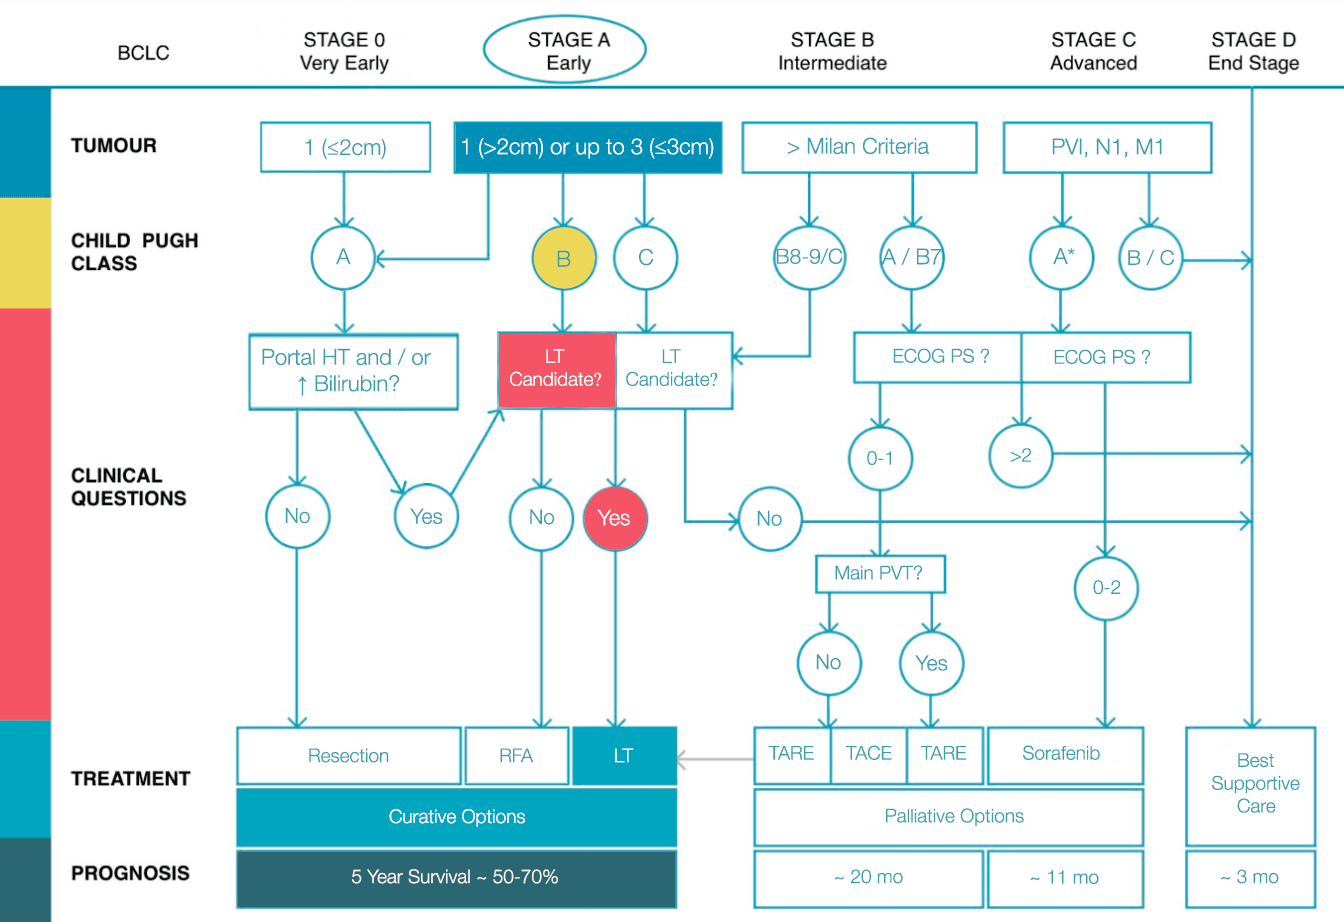 BCLC
STAGE 0
Very Early
STAGE A
Early
STAGE B
Intermediate
STAGE C
Advanced
STAGE D
End Stage
TUMOUR
1 (≤2cm)
1 (>2cm) or up to 3 (≤3cm)
> Milan Criteria
PVI, N1, M1
CHILD PUGH
CLASS
A
B
C
B8-9/C
A / B7
A*
B / C
Portal HT and / or
↑ Bilirubin?
LT
Candidate?
LT
Candidate?
ECOG PS ?
ECOG PS ?
CLINICAL
QUESTIONS
0-1
>2
No
Yes
No
Yes
No
Main PVT?
0-2
No
Yes
TREATMENT
Resection
RFA
LT
TARE
TACE
TARE
Sorafenib
Best
Supportive
Care
Curative Options
Palliative Options
PROGNOSIS
5 Year Survival ~ 50-70%
~ 20 mo
~ 11 mo
~ 3 mo